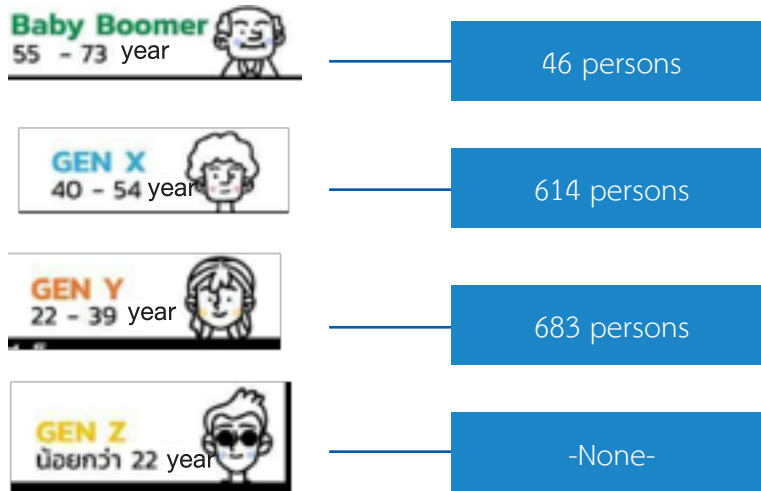 Baby Boomer
55 - 73 year
46 persons
GEN X
40 - 54 year
614 persons
GEN Y
22 - 39 year
683 persons
GEN Z
น้อยกว่า 22 year
-None-